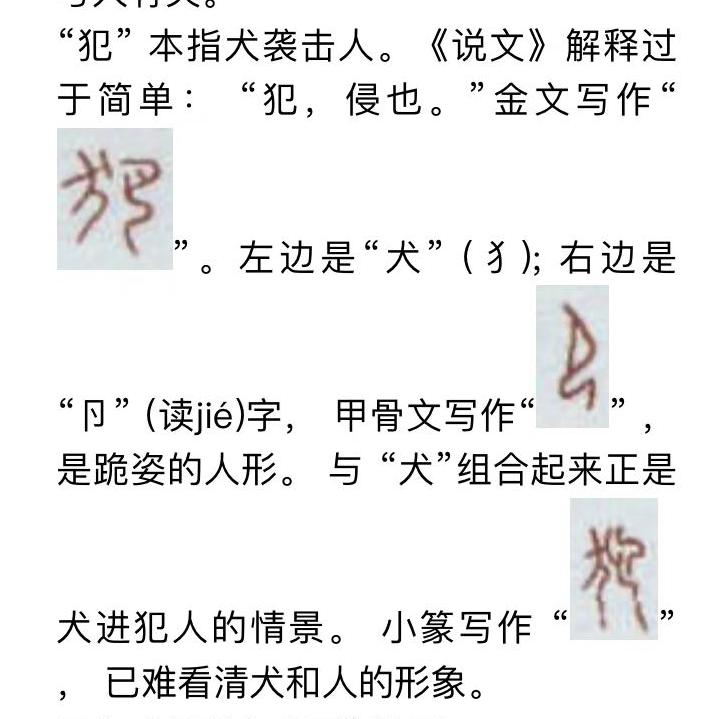 “犯” 本指犬袭击人。《说文》解释过
于简单： “犯，侵也。”金文写作“
”。左边是“犬” ( 犭); 右边是
“卩” (读jié)字， 甲骨文写作“ ”，
是跪姿的人形。 与 “犬”组合起来正是
犬进犯人的情景。 小篆写作 “ ”
， 已难看清犬和人的形象。